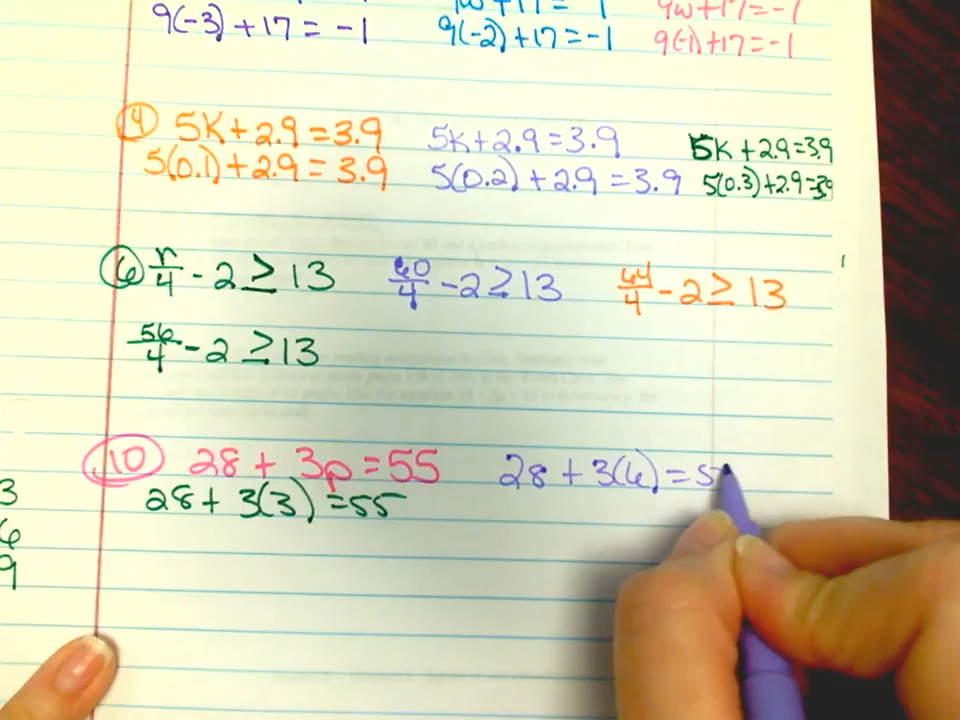 9w+17=-1
9(-3)+17=-1 9(-2)+17=-1 9(-1)+17=-1
4 5K+2.9=3.9 5K+2.9=3.9 5K+2.9=3.9
5(0.1)+2.9=3.9 5(0.2)+2.9=3.9 5(0.3)+2.9=3.9
6 r/4-2≥13 60/4-2≥13 64/4-2≥13
56/4-2≥13
10 28+3p=55 28+3(6)=5
28+3(3)=55
3
6
9